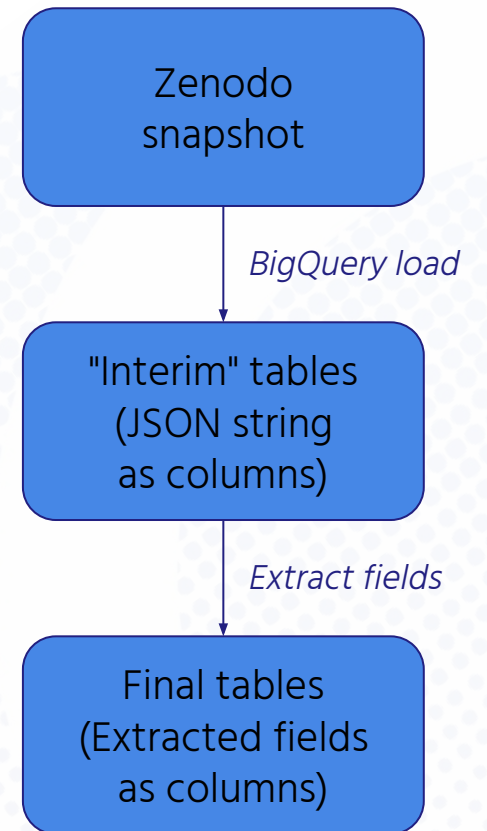 Zenodo
snapshot
BigQuery load
"Interim" tables
(JSON string
as columns)
Extract fields
Final tables
(Extracted fields
as columns)